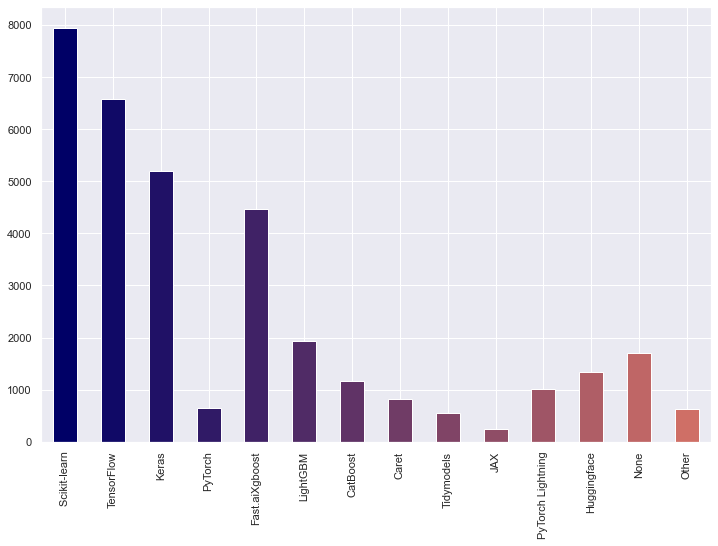 8000
7000
6000
5000
4000
3000
2000
1000
0
Scikit-learn
TensorFlow
Keras
PyTorch
Fast.aiXgboost
LightGBM
CatBoost
Caret
Tidymodels
JAX
PyTorch Lightning
Huggingface
None
Other